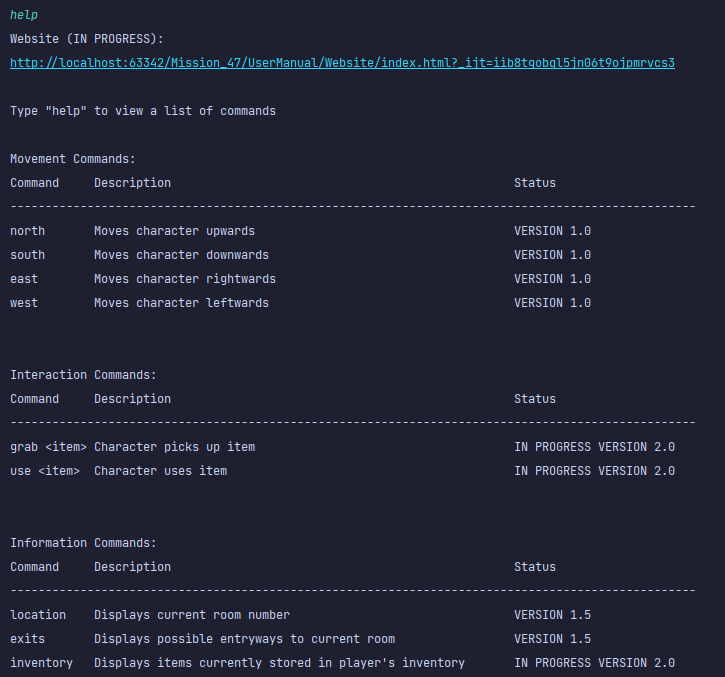 help
Website (IN PROGRESS):
http://localhost:63342/Mission_47/UserManual/Website/index.html?_ijt=iib8tqobql5jn06t9ojpmrvcs3
Type "help" to view a list of commands
Movement Commands:
Command Description Status
--------------------------------------------------------------------------------------------------
north Moves character upwards VERSION 1.0
south Moves character downwards VERSION 1.0
east Moves character rightwards VERSION 1.0
west Moves character leftwards VERSION 1.0
Interaction Commands:
Command Description Status
--------------------------------------------------------------------------------------------------
grab <item> Character picks up item IN PROGRESS VERSION 2.0
use <item> Character uses item IN PROGRESS VERSION 2.0
Information Commands:
Command Description Status
--------------------------------------------------------------------------------------------------
location Displays current room number VERSION 1.5
exits Displays possible entryways to current room VERSION 1.5
inventory Displays items currently stored in player's inventory IN PROGRESS VERSION 2.0